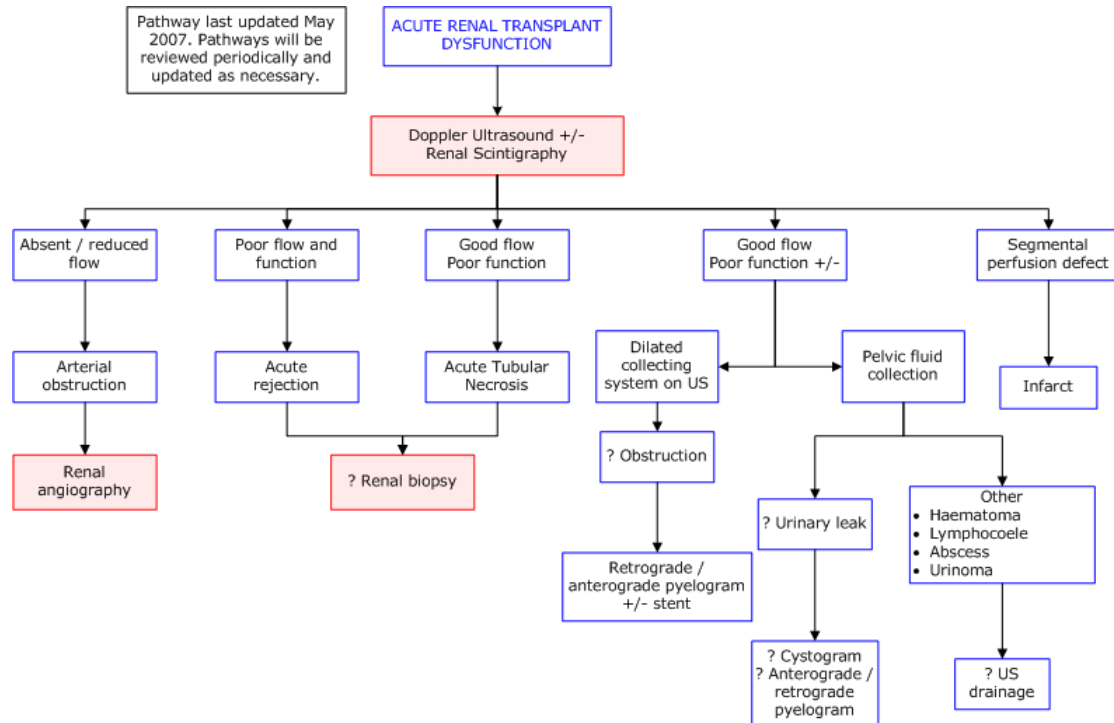 Pathway last updated May
2007. Pathways will be
reviewed periodically and
updated as necessary.
ACUTE RENAL TRANSPLANT
DYSFUNCTION
Doppler Ultrasound +/-
Renal Scintigraphy
Absent / reduced
flow
Poor flow and
function
Good flow
Poor function
Good flow
Poor function +/-
Segmental
perfusion defect
Arterial
obstruction
Acute
rejection
Acute Tubular
Necrosis
Dilated
collecting
system on US
Pelvic fluid
collection
Infarct
Renal
angiography
? Renal biopsy
? Obstruction
? Urinary leak
Other
• Haematoma
• Lymphocoele
• Abscess
• Urinoma
Retrograde /
anterograde pyelogram
+/- stent
? Cystogram
? Anterograde /
retrograde
pyelogram
? US
drainage